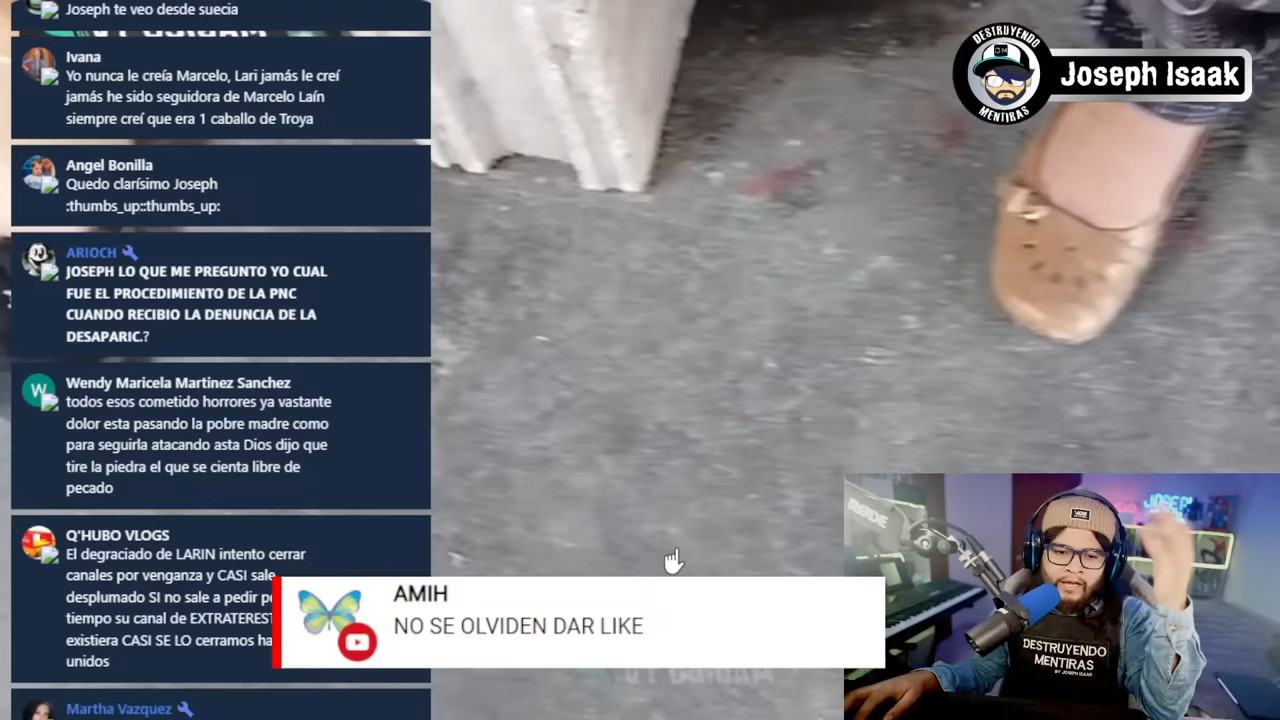 Joseph te veo desde suecia
Ivana
Yo nunca le creía Marcelo, Lari jamás le creí
jamás he sido seguidora de Marcelo Laín
siempre creí que era 1 caballo de Troya
Angel Bonilla
Quedo clarísimo Joseph
:thumbs_up::thumbs_up:
ARIOCH
JOSEPH LO QUE ME PREGUNTO YO CUAL
FUE EL PROCEDIMIENTO DE LA PNC
CUANDO RECIBIO LA DENUNCIA DE LA
DESAPARIC.?
W
Wendy Maricela Martinez Sanchez
todos esos cometido horrores ya vastante
dolor esta pasando la pobre madre como
para seguirla atacando asta Dios dijo que
tire la piedra el que se cienta libre de
pecado
Q'HUBO VLOGS
El degraciado de LARIN intento cerrar
canales por venganza y CASI sale
desplumado SI no sale a pedir
tiempo su canal de
existiera CASI SE LO cerramos
unidos
Martha Vazquez
AMIH
NO SE OLVIDEN DAR LIKE
DESTRUYENDO
DM
MENTIRAS
Joseph Isaak
RØDE
JOSEP
DESTRUYENDO
MENTIRAS
BY JOSEPH ISAAK